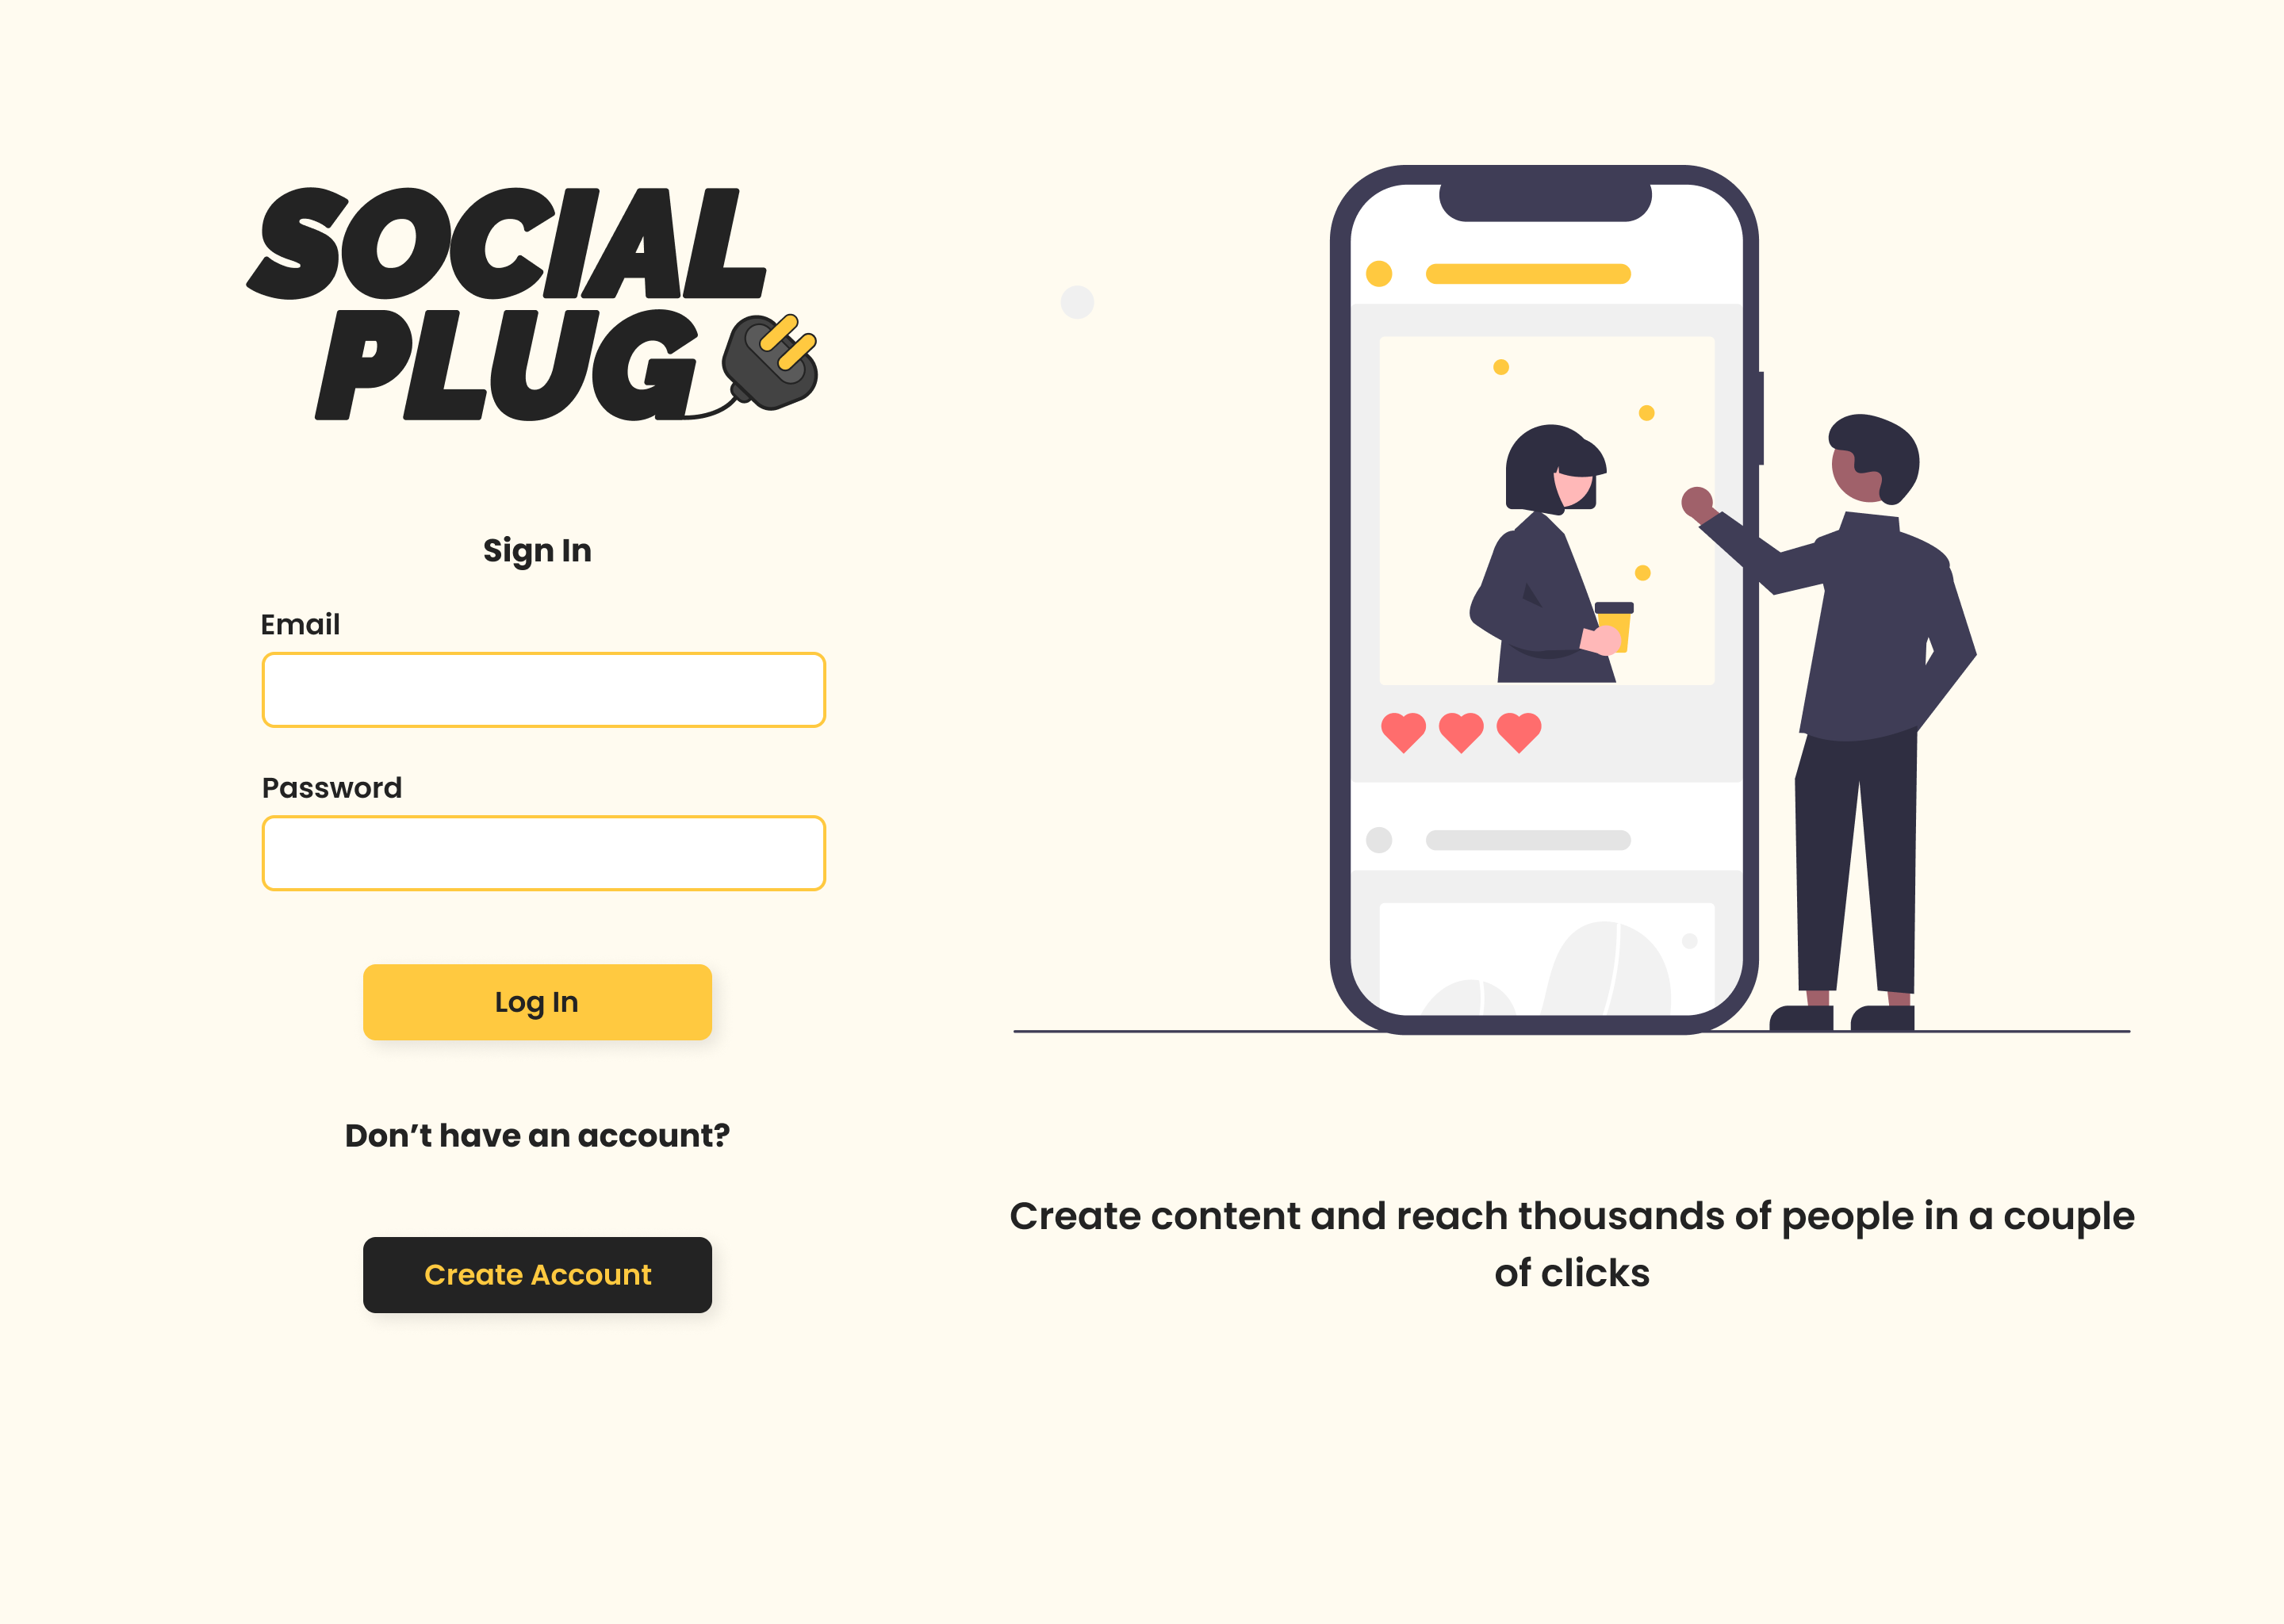 SOCIAL
PLUG
Sign In
Email
Password
Log In
Don’t have an account?
Create Account
Create content and reach thousands of people in a couple
of clicks